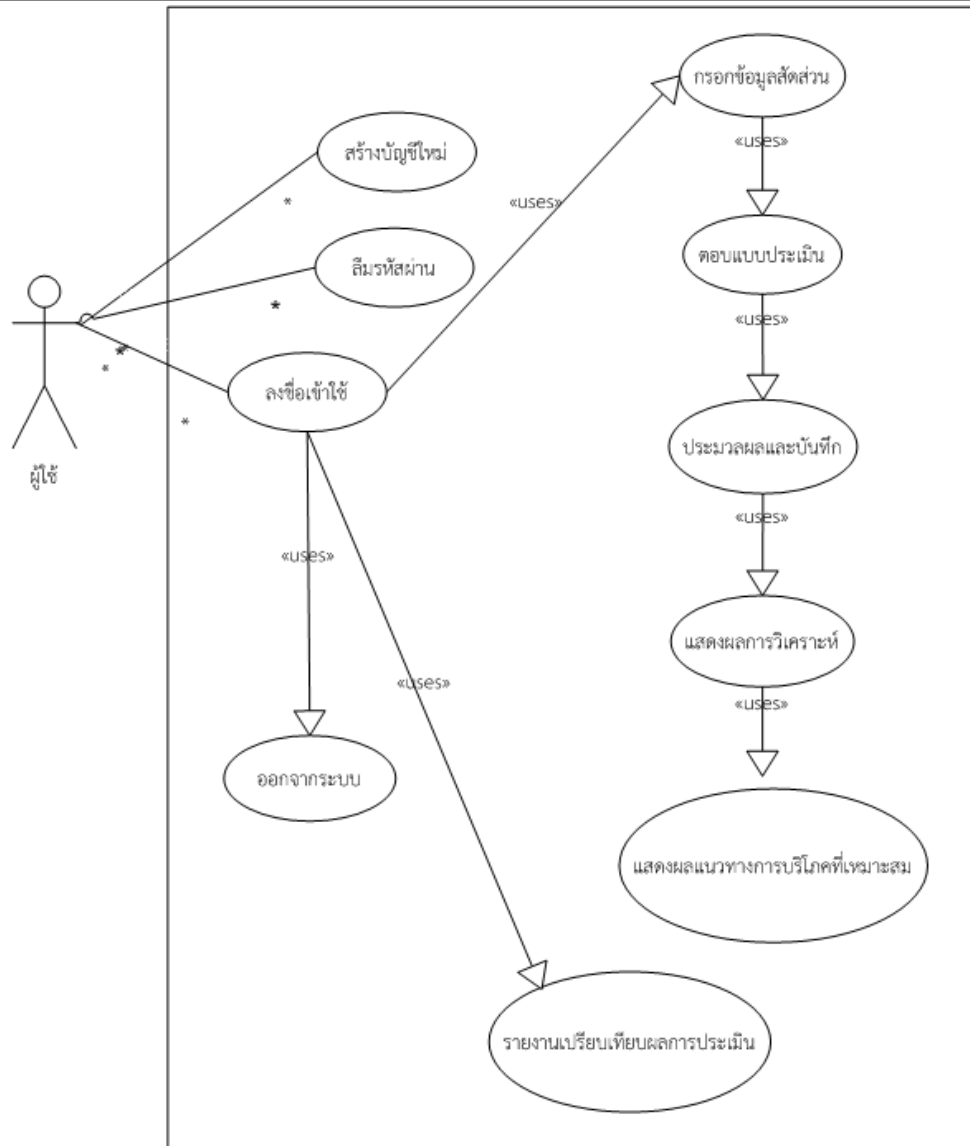 กรอกข้อมูลสัดส่วน
«uses»
สร้างบัญชีใหม่
*
«uses»
ลืมรหัสผ่าน
*
ตอบแบบประเมิน
«uses»
*
*
*
ลงชื่อเข้าใช้
*
ผู้ใช้
ประมวลผลและบันทึก
«uses»
«uses»
แสดงผลการวิเคราะห์
«uses»
«uses»
ออกจากระบบ
แสดงผลแนวทางการบริโภคที่เหมาะสม
รายงานเปรียบเทียบผลการประเมิน